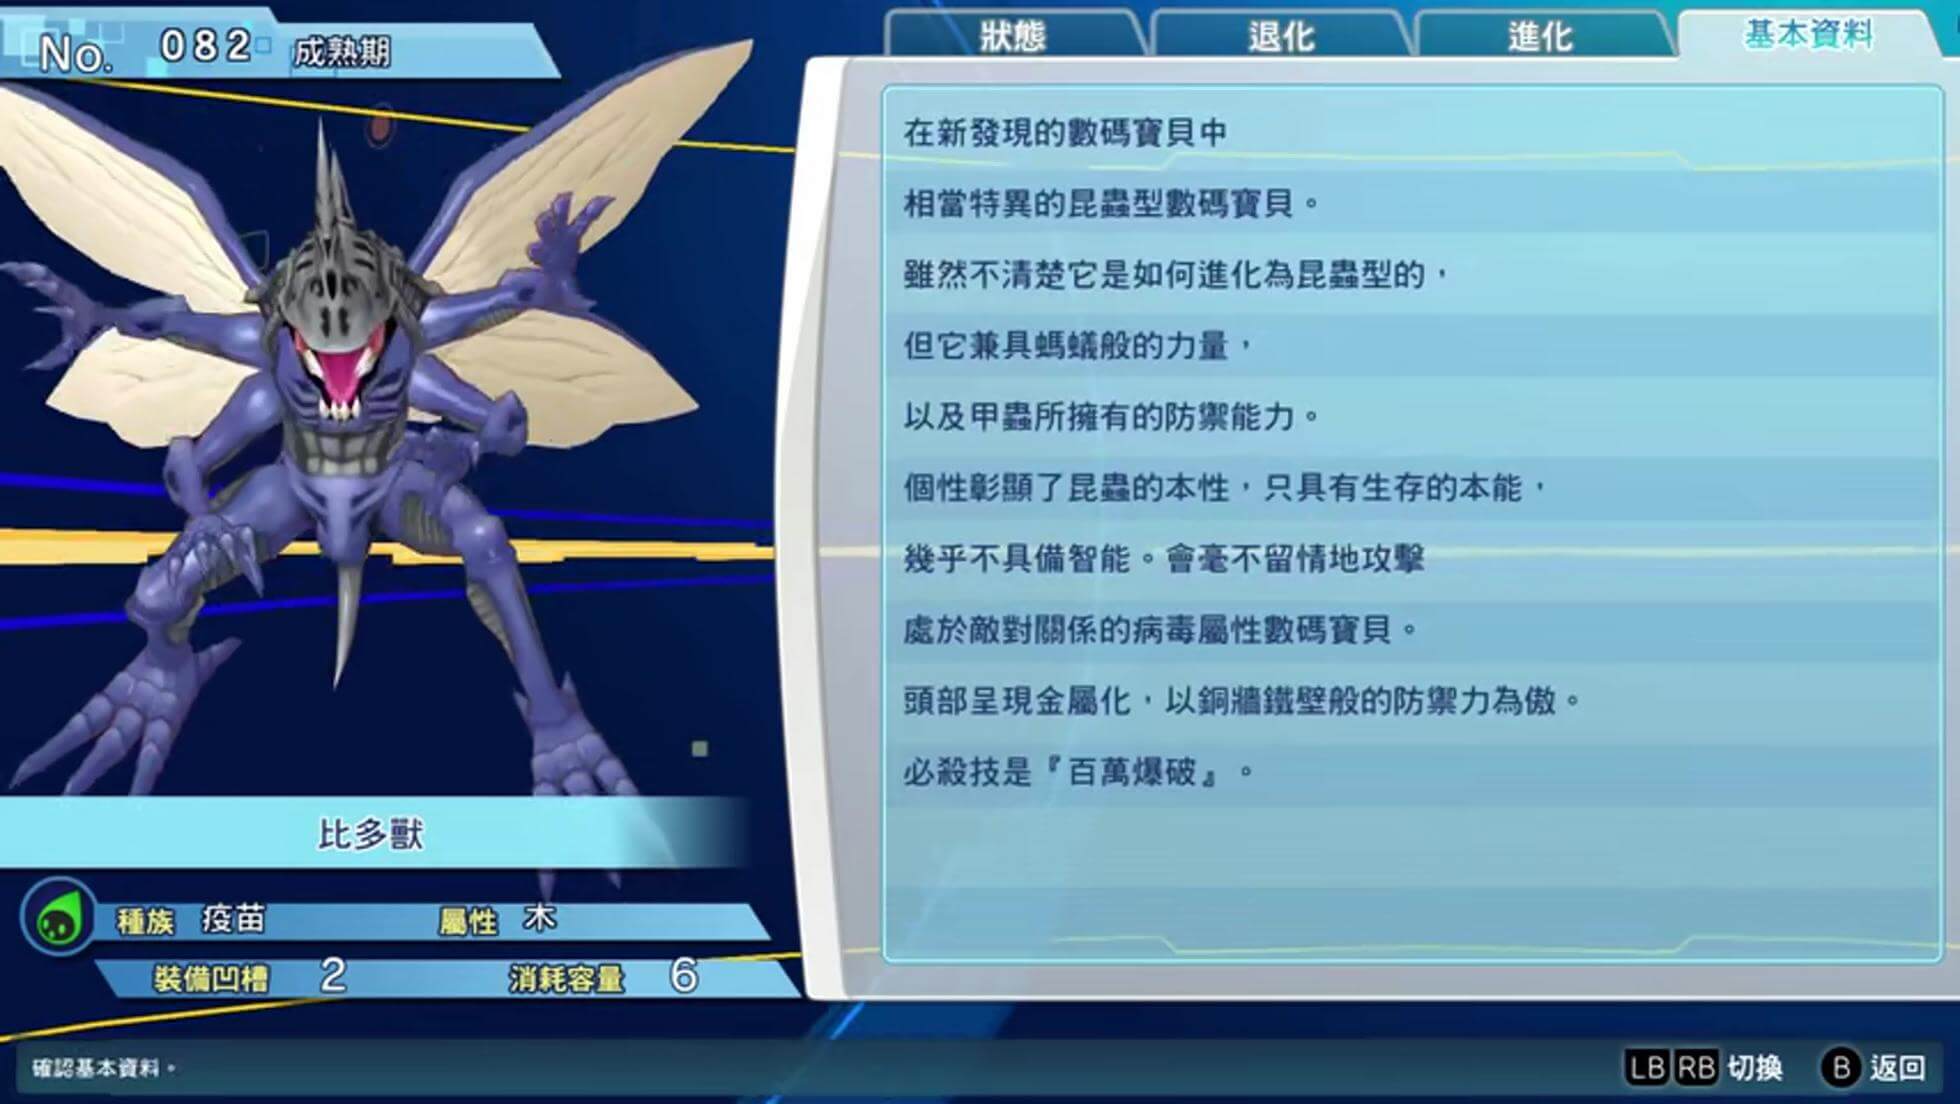 No. 082 成熟期
狀態 退化 進化 基本資料
在新發現的數碼寶貝中
相當特異的昆蟲型數碼寶貝。
雖然不清楚它是如何進化為昆蟲型的，
但它兼具螞蟻般的力量，
以及甲蟲所擁有的防禦能力。
個性彰顯了昆蟲的本性，只具有生存的本能，
幾乎不具備智能。會毫不留情地攻擊
處於敵對關係的病毒屬性數碼寶貝。
頭部呈現金屬化，以銅牆鐵壁般的防禦力為傲。
必殺技是『百萬爆破』。
比多獸
種族 疫苗 屬性 木
裝備凹槽 2 消耗容量 6
確認基本資料。
LB RB 切換 B 返回